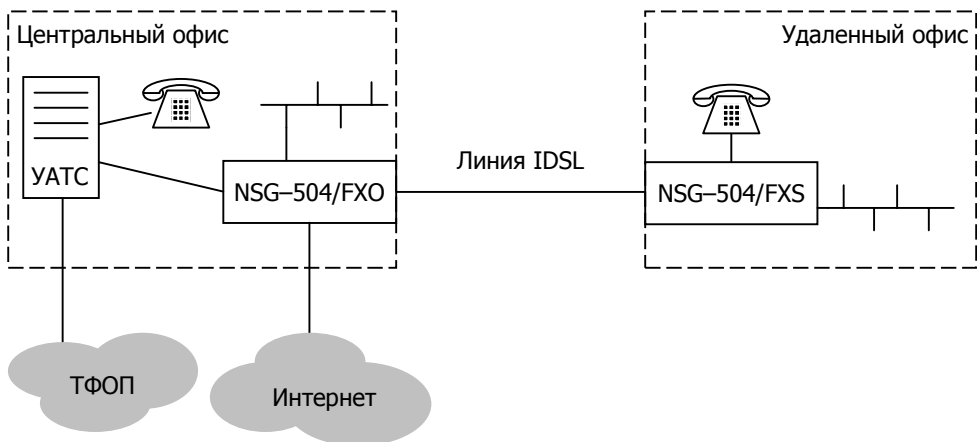 Центральный офис
Удаленный офис
УАТС
NSG–504/FXO
Линия IDSL
NSG–504/FXS
ТФОП
Интернет